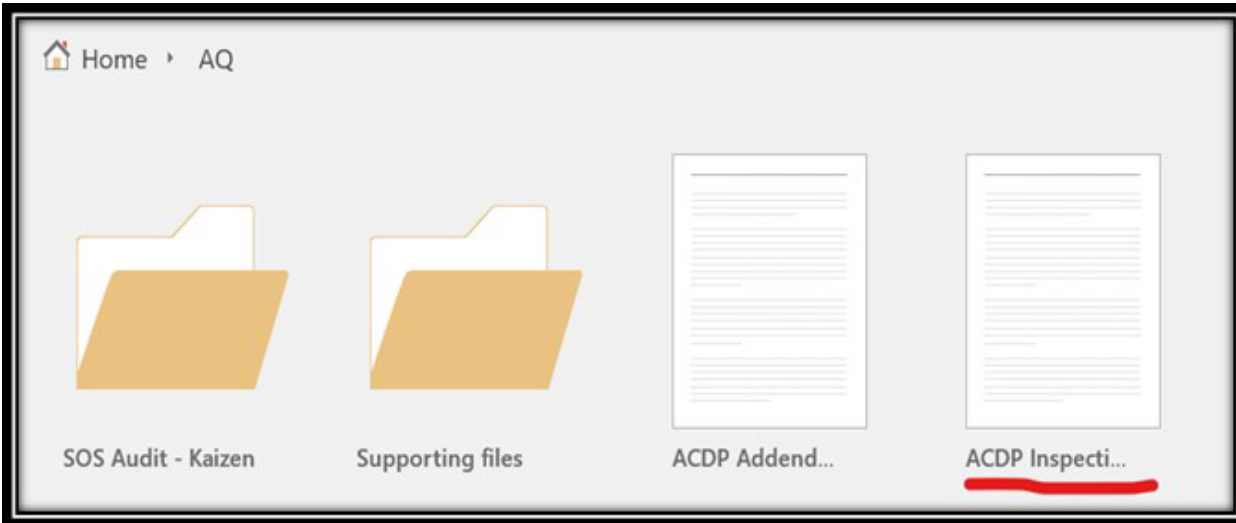 Home AQ
SOS Audit - Kaizen
Supporting files
ACDP Addend...
ACDP Inspecti...